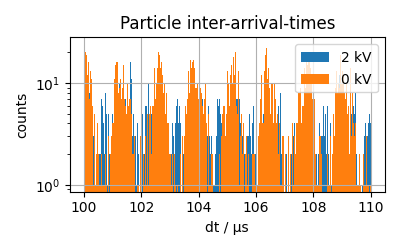 Particle inter-arrival-times
counts
10¹
10⁰
2 kV
0 kV
100 102 104 106 108 110
dt / μs